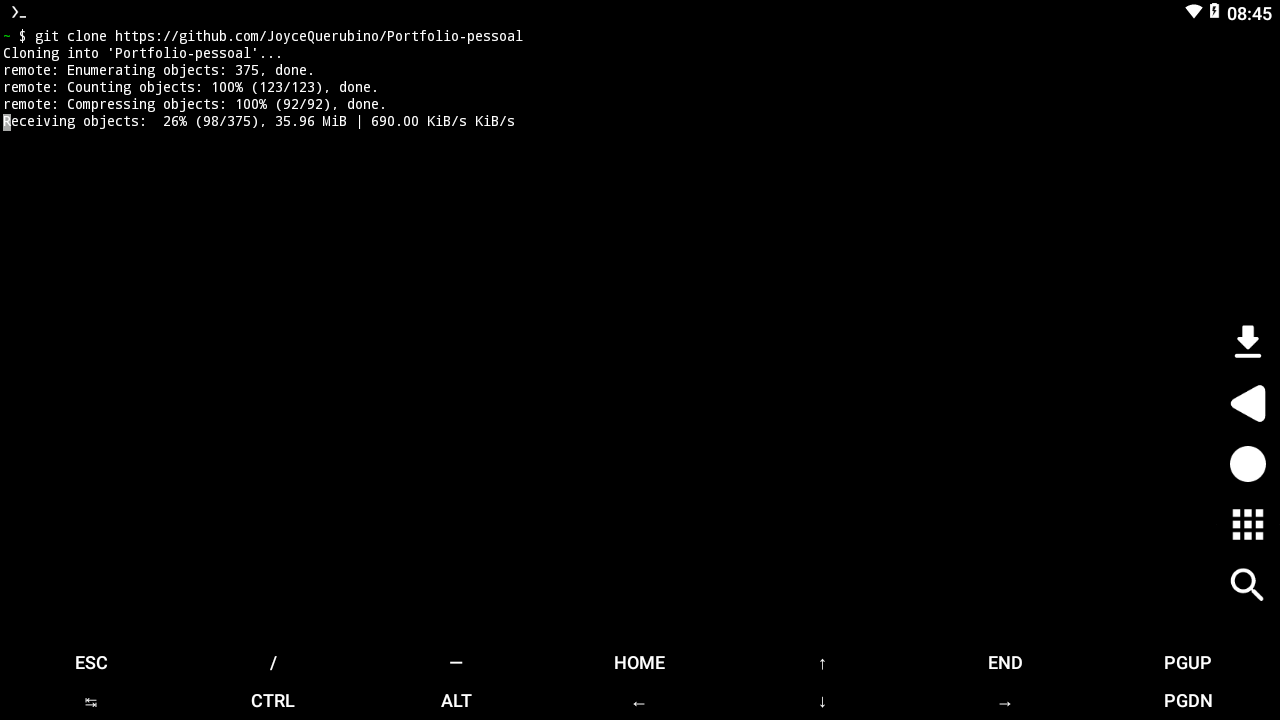 08:45
~ $ git clone https://github.com/JoyceQuerubino/Portfolio-pessoal
Cloning into 'Portfolio-pessoal'...
remote: Enumerating objects: 375, done.
remote: Counting objects: 100% (123/123), done.
remote: Compressing objects: 100% (92/92), done.
Receiving objects:  26% (98/375), 35.96 MiB | 690.00 KiB/s KiB/s
ESC / — HOME ↑ END PGUP
↹ CTRL ALT ← ↓ → PGDN